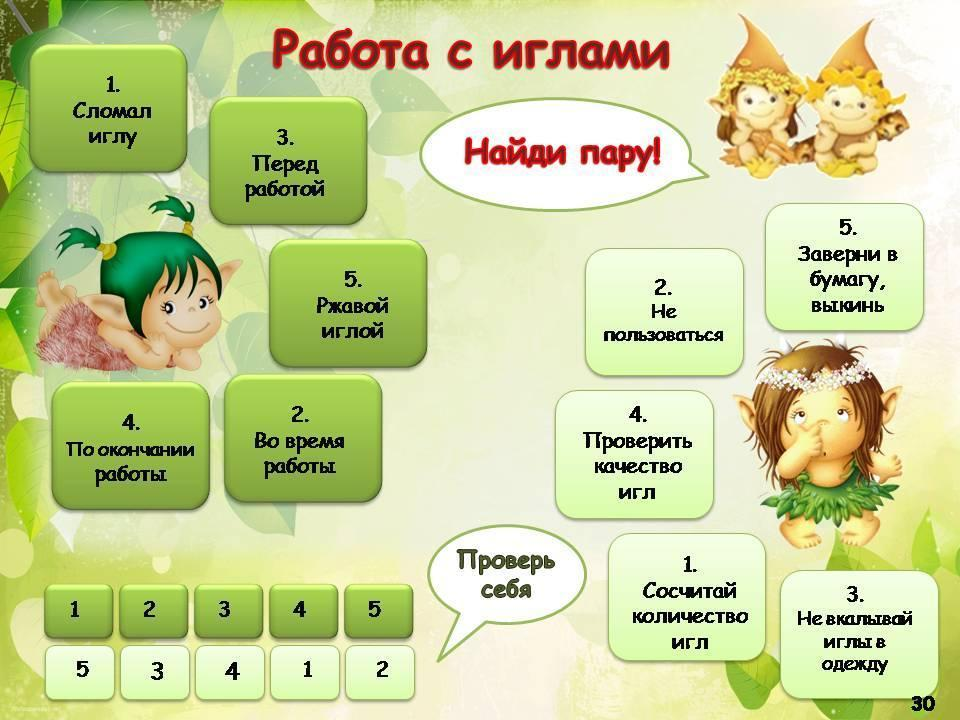 Работа с иглами
1.
Сломал
иглу
3.
Перед
работой
Найди пару!
5.
Ржавой
иглой
2.
Не
пользоваться
5.
Заверни в
бумагу,
выкинь
4.
По окончании
работы
2.
Во время
работы
4.
Проверить
качество
игл
Проверь
себя
1.
Сосчитай
количество
игл
3.
Не вкалывай
иглы в
одежду
1 2 3 4 5
5 3 4 1 2
30